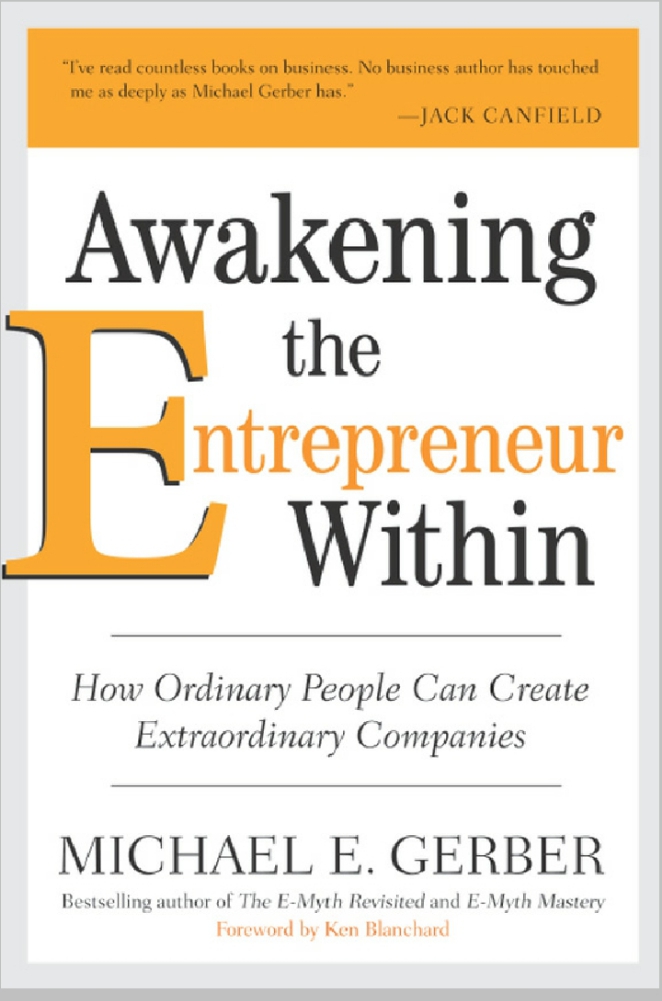 “I've read countless books on business. No business author has touched
me as deeply as Michael Gerber has.”
—JACK CANFIELD
Awakening
the
Entrepreneur
Within
How Ordinary People Can Create
Extraordinary Companies
MICHAEL E. GERBER
Bestselling author of The E-Myth Revisited and E-Myth Mastery
Foreword by Ken Blanchard